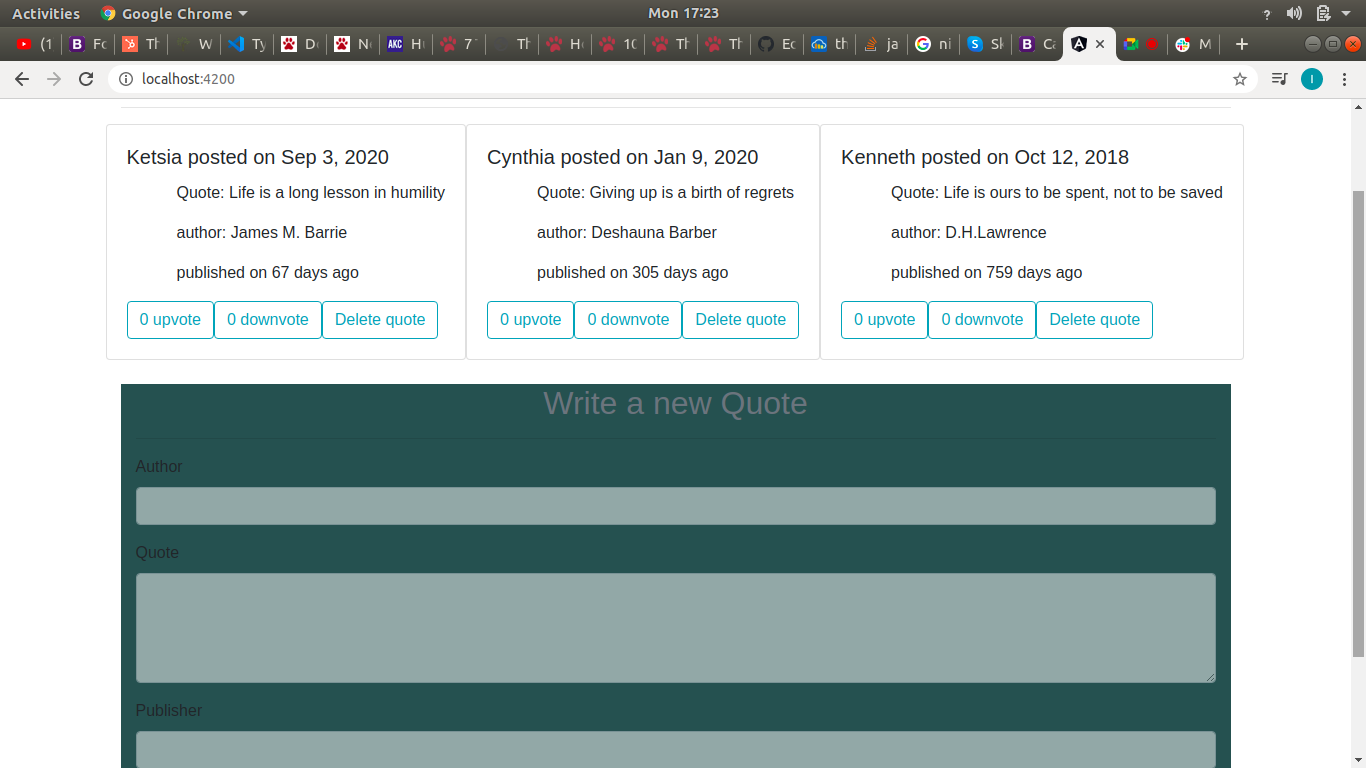 Activities Google Chrome Mon 17:23
(1 Fo Th W Ty De Ne AKC Hu 7 Th Ho 10 Th Th Ec th ja ni Sk Ca M
localhost:4200 I
Ketsia posted on Sep 3, 2020
Quote: Life is a long lesson in humility
author: James M. Barrie
published on 67 days ago
0 upvote 0 downvote Delete quote
Cynthia posted on Jan 9, 2020
Quote: Giving up is a birth of regrets
author: Deshauna Barber
published on 305 days ago
0 upvote 0 downvote Delete quote
Kenneth posted on Oct 12, 2018
Quote: Life is ours to be spent, not to be saved
author: D.H.Lawrence
published on 759 days ago
0 upvote 0 downvote Delete quote
Write a new Quote
Author
Quote
Publisher